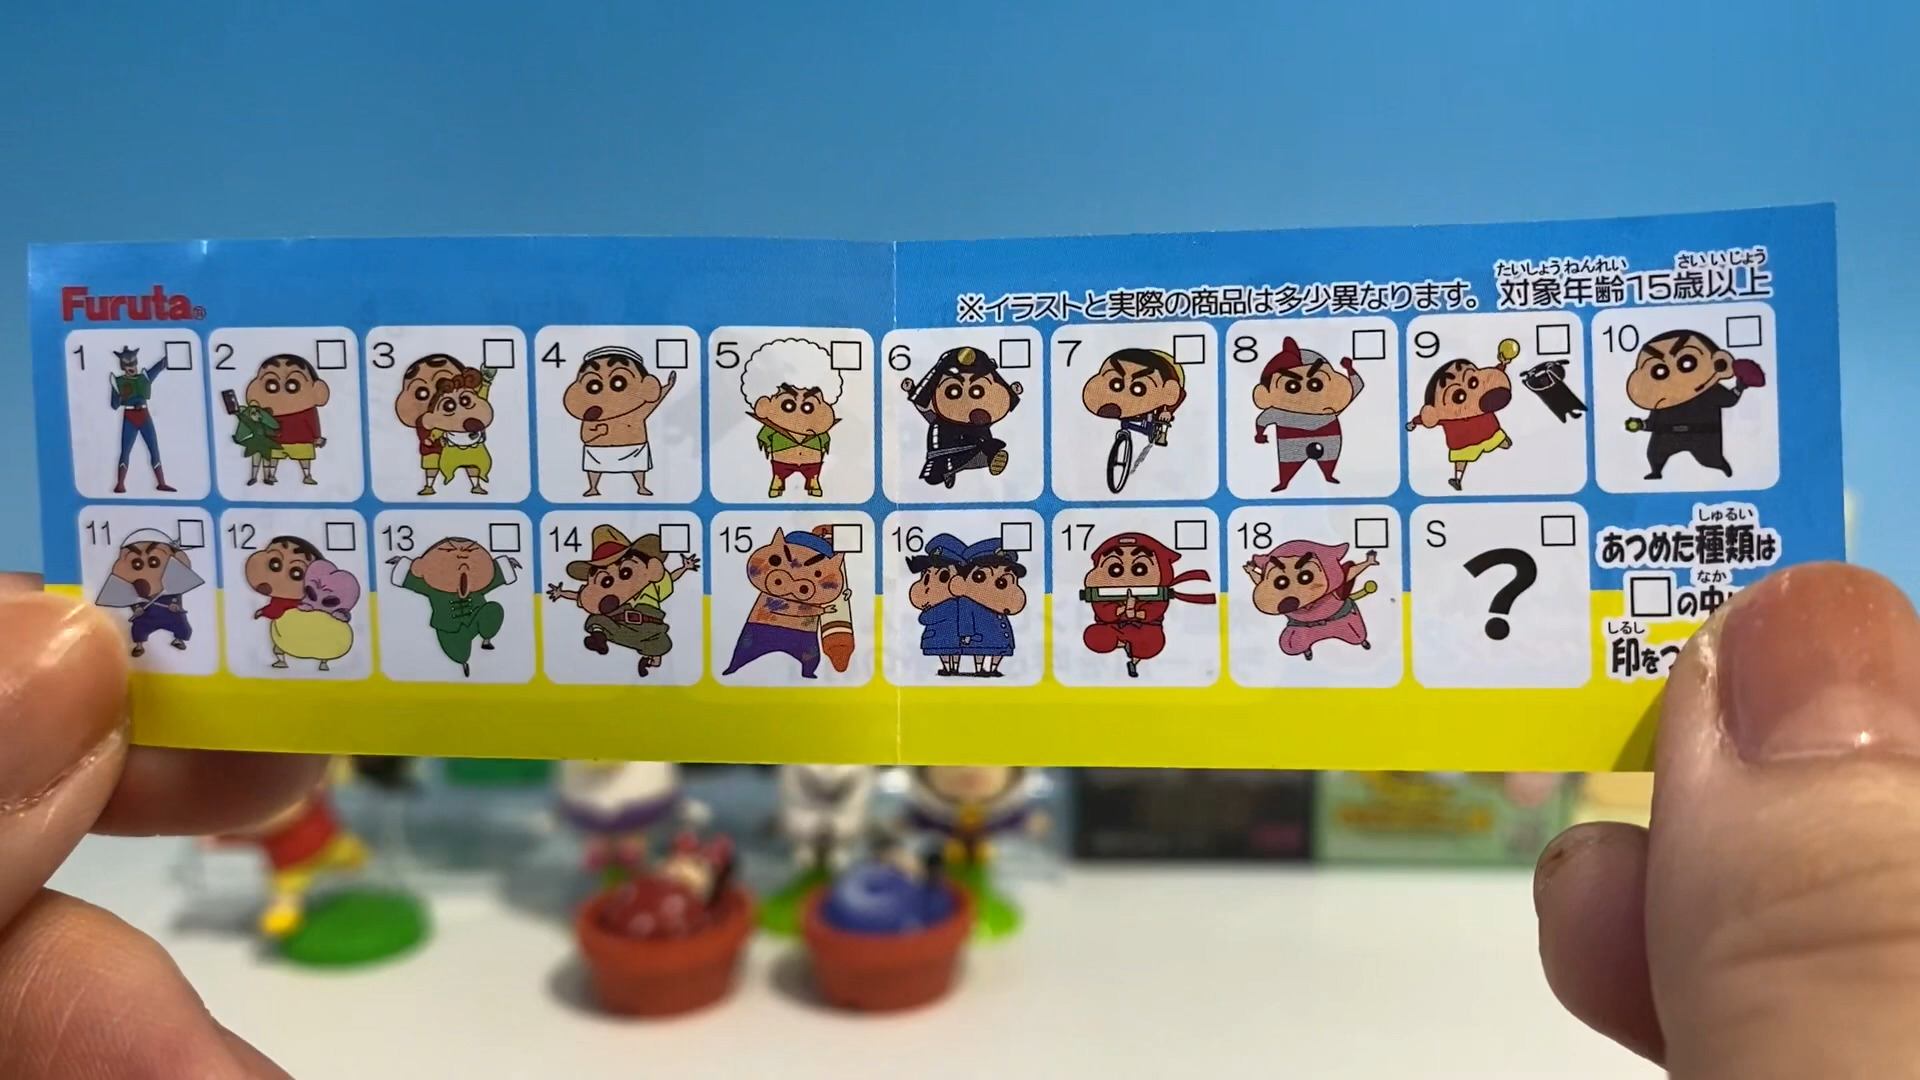 Furuta®
たいしょうねんれい さいいじょう
※イラストと実際の商品は多少異なります。 対象年齢15歳以上
1 2 3 4 5 6 7 8 9 10
11 12 13 14 15 16 17 18 S
?
しゅるい
あつめた種類は
なか
□の中に
しるし
印をつ